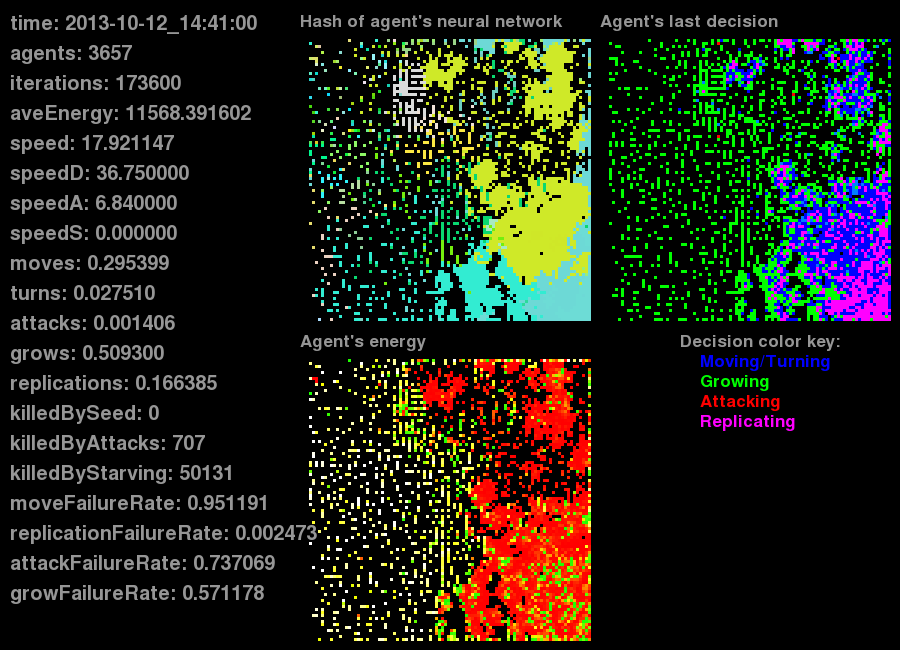 time: 2013-10-12_14:41:00
agents: 3657
iterations: 173600
aveEnergy: 11568.391602
speed: 17.921147
speedD: 36.750000
speedA: 6.840000
speedS: 0.000000
moves: 0.295399
turns: 0.027510
attacks: 0.001406
grows: 0.509300
replications: 0.166385
killedBySeed: 0
killedByAttacks: 707
killedByStarving: 50131
moveFailureRate: 0.951191
replicationFailureRate: 0.002473
attackFailureRate: 0.737069
growFailureRate: 0.571178
Hash of agent's neural network
Agent's last decision
Agent's energy
Decision color key:
Moving/Turning
Growing
Attacking
Replicating